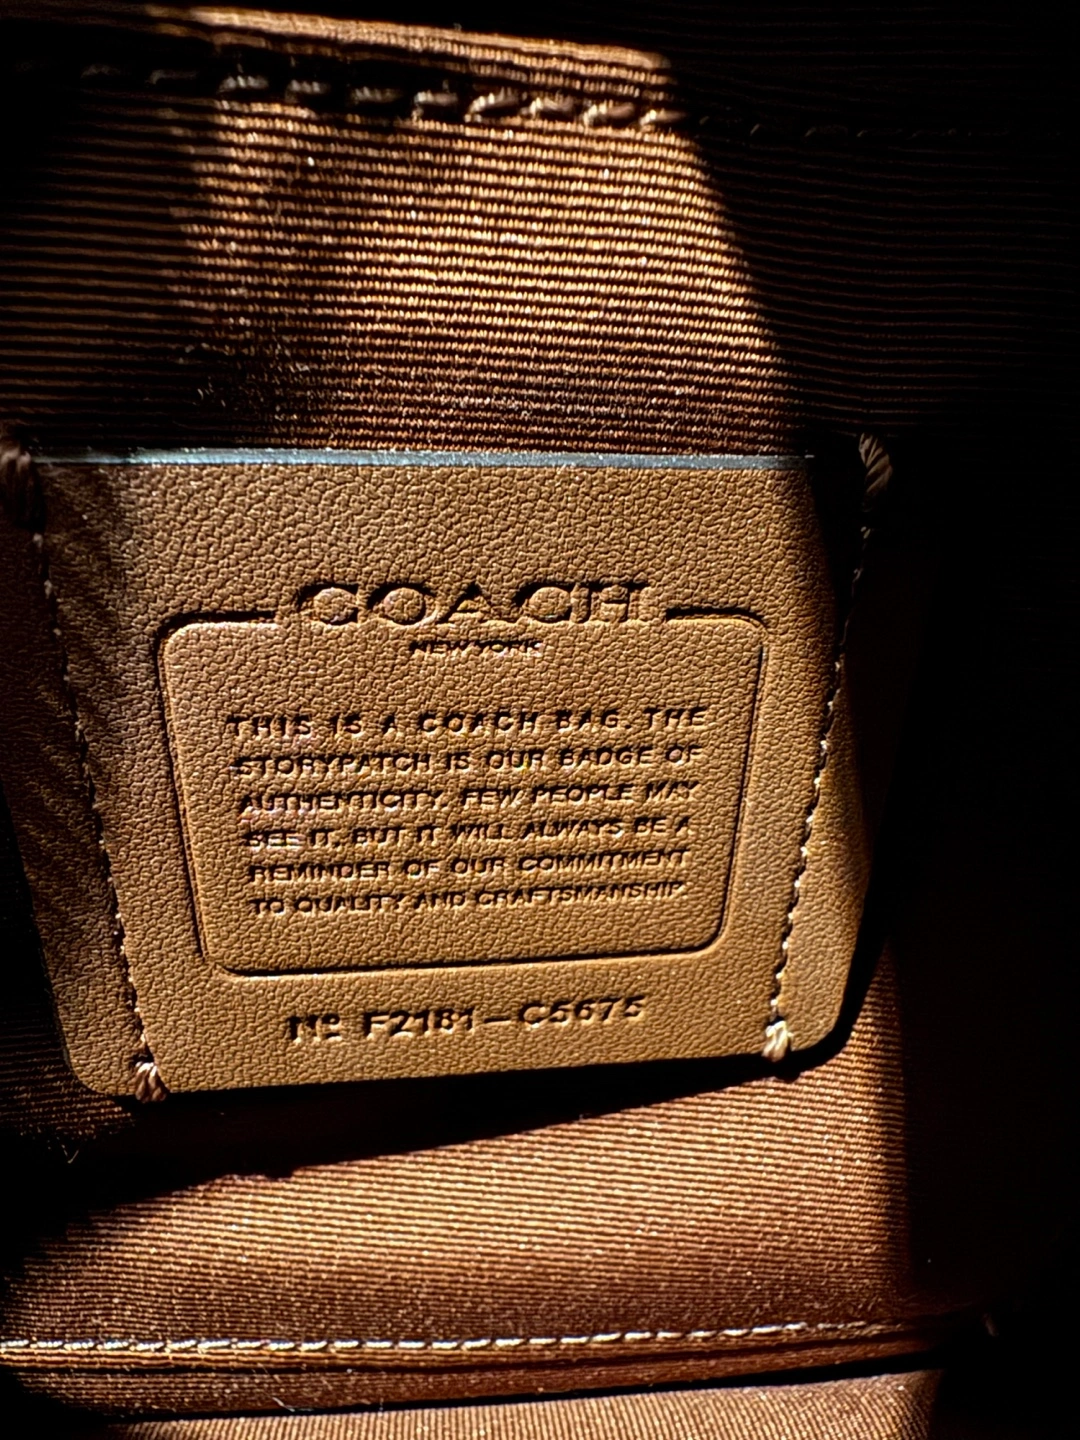 COACH
NEW YORK
THIS IS A COACH BAG. THE
STORYPATCH IS OUR BADGE OF
AUTHENTICITY. FEW PEOPLE MAY
SEE IT, BUT IT WILL ALWAYS BE A
REMINDER OF OUR COMMITMENT
TO QUALITY AND CRAFTSMANSHIP
Nº F2181–C5675